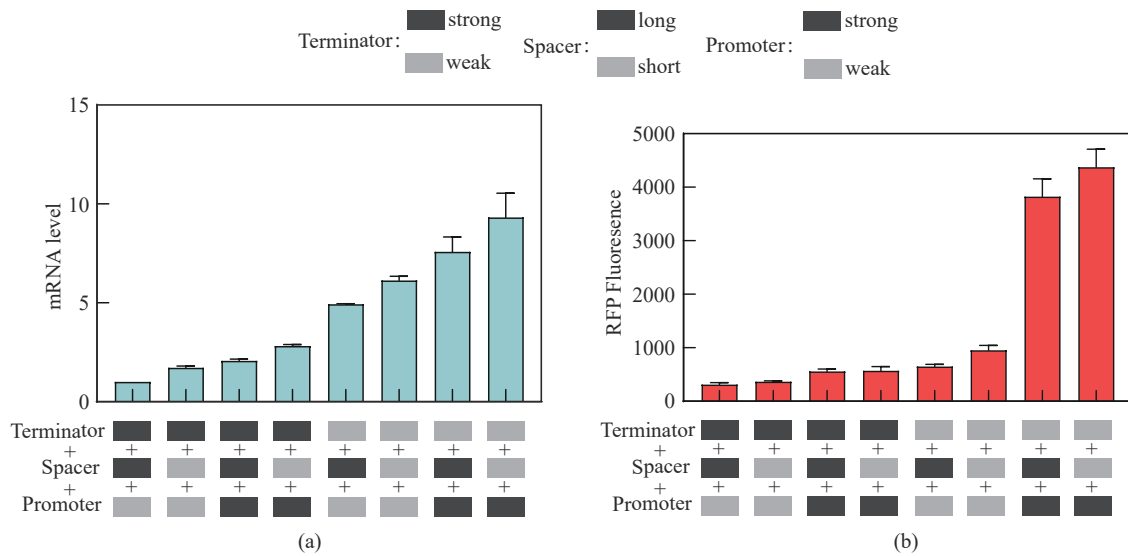 strong
long
strong
Terminator:
Spacer:
Promoter:
weak
short
weak
15
10
5
0
mRNA level
Terminator
+ + + + + + + + +
Spacer
+ + + + + + + + +
Promoter
(a)
5000
4000
3000
2000
1000
0
RFP Fluoresence
Terminator
+ + + + + + + + +
Spacer
+ + + + + + + + +
Promoter
(b)